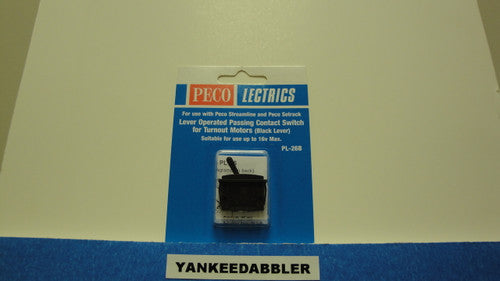 PECO LECTRICS
For use with Peco Streamline and Peco Setrack
Lever Operated Passing Contact Switch
for Turnout Motors (Black Lever)
Suitable for use up to 16v Max.
PL-26B
YANKEEDABBLER